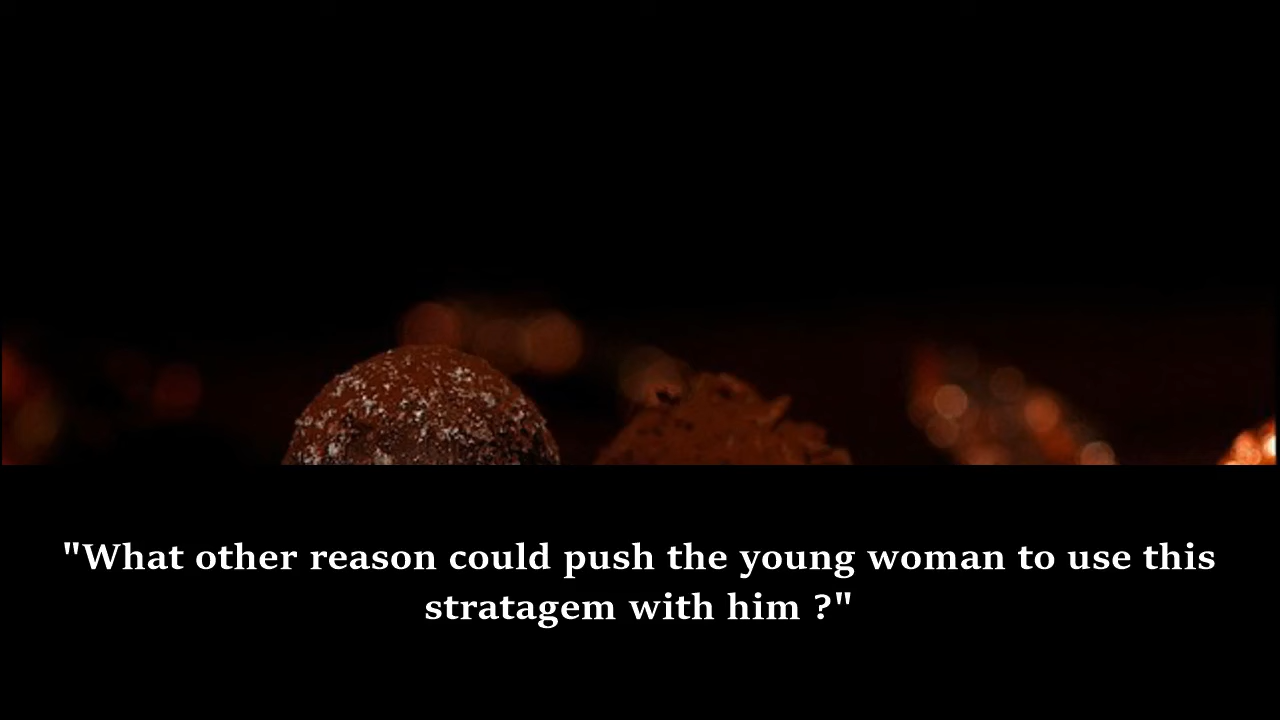 "What other reason could push the young woman to use this
stratagem with him ?"